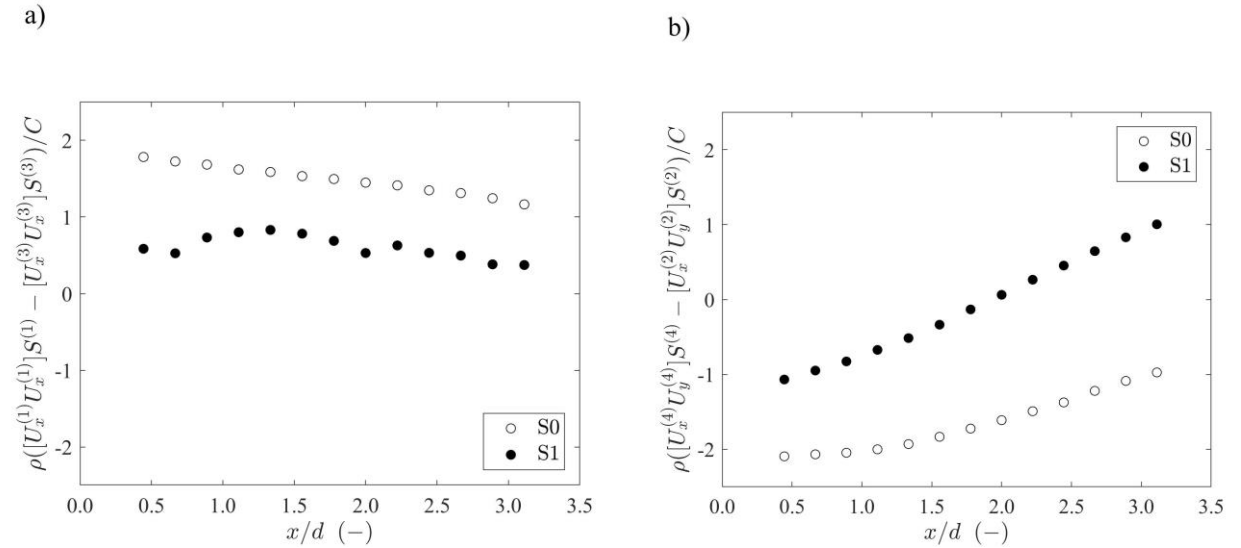 a)
ρ([U_x^{(1)}U_x^{(1)}]S^{(1)} − [U_x^{(3)}U_x^{(3)}]S^{(3)})/C
2
1
0
-1
-2
S0
S1
0.0 0.5 1.0 1.5 2.0 2.5 3.0 3.5
x/d (−)
b)
ρ([U_x^{(4)}U_y^{(4)}]S^{(4)} − [U_x^{(2)}U_y^{(2)}]S^{(2)})/C
2
1
0
-1
-2
S0
S1
0.0 0.5 1.0 1.5 2.0 2.5 3.0 3.5
x/d (−)